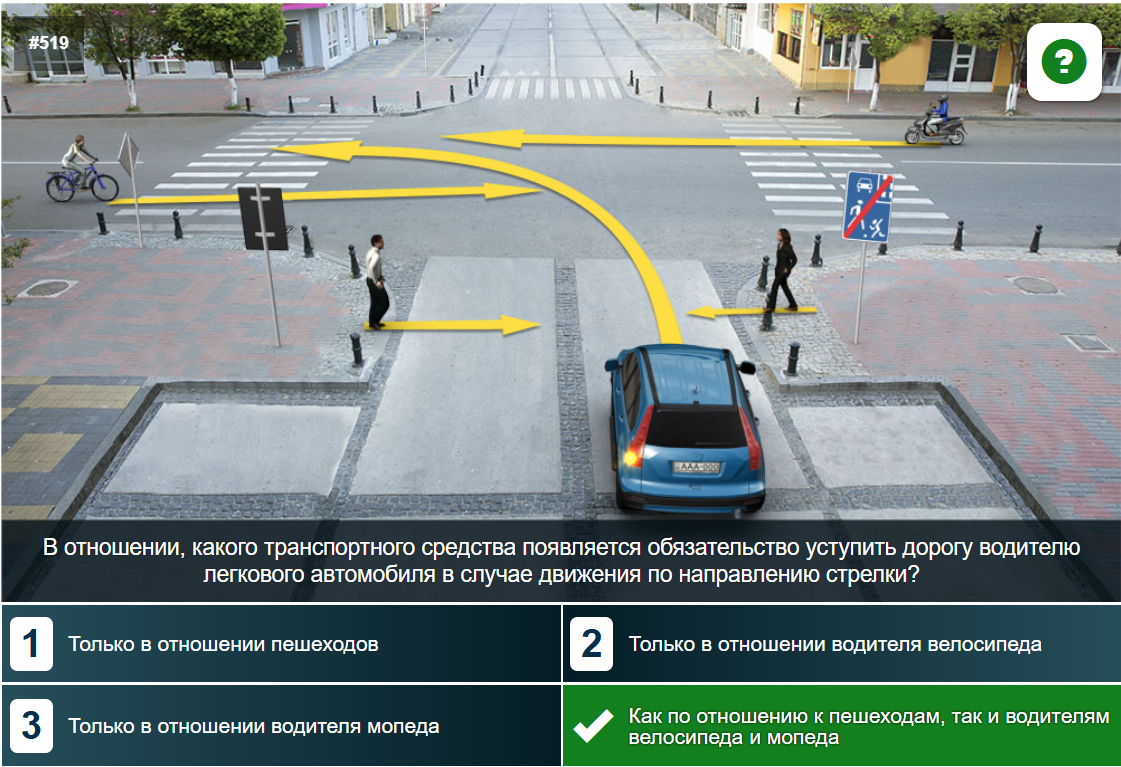 #519
?
AAA-000
В отношении, какого транспортного средства появляется обязательство уступить дорогу водителю
легкового автомобиля в случае движения по направлению стрелки?
1 Только в отношении пешеходов
2 Только в отношении водителя велосипеда
3 Только в отношении водителя мопеда
Как по отношению к пешеходам, так и водителям
велосипеда и мопеда